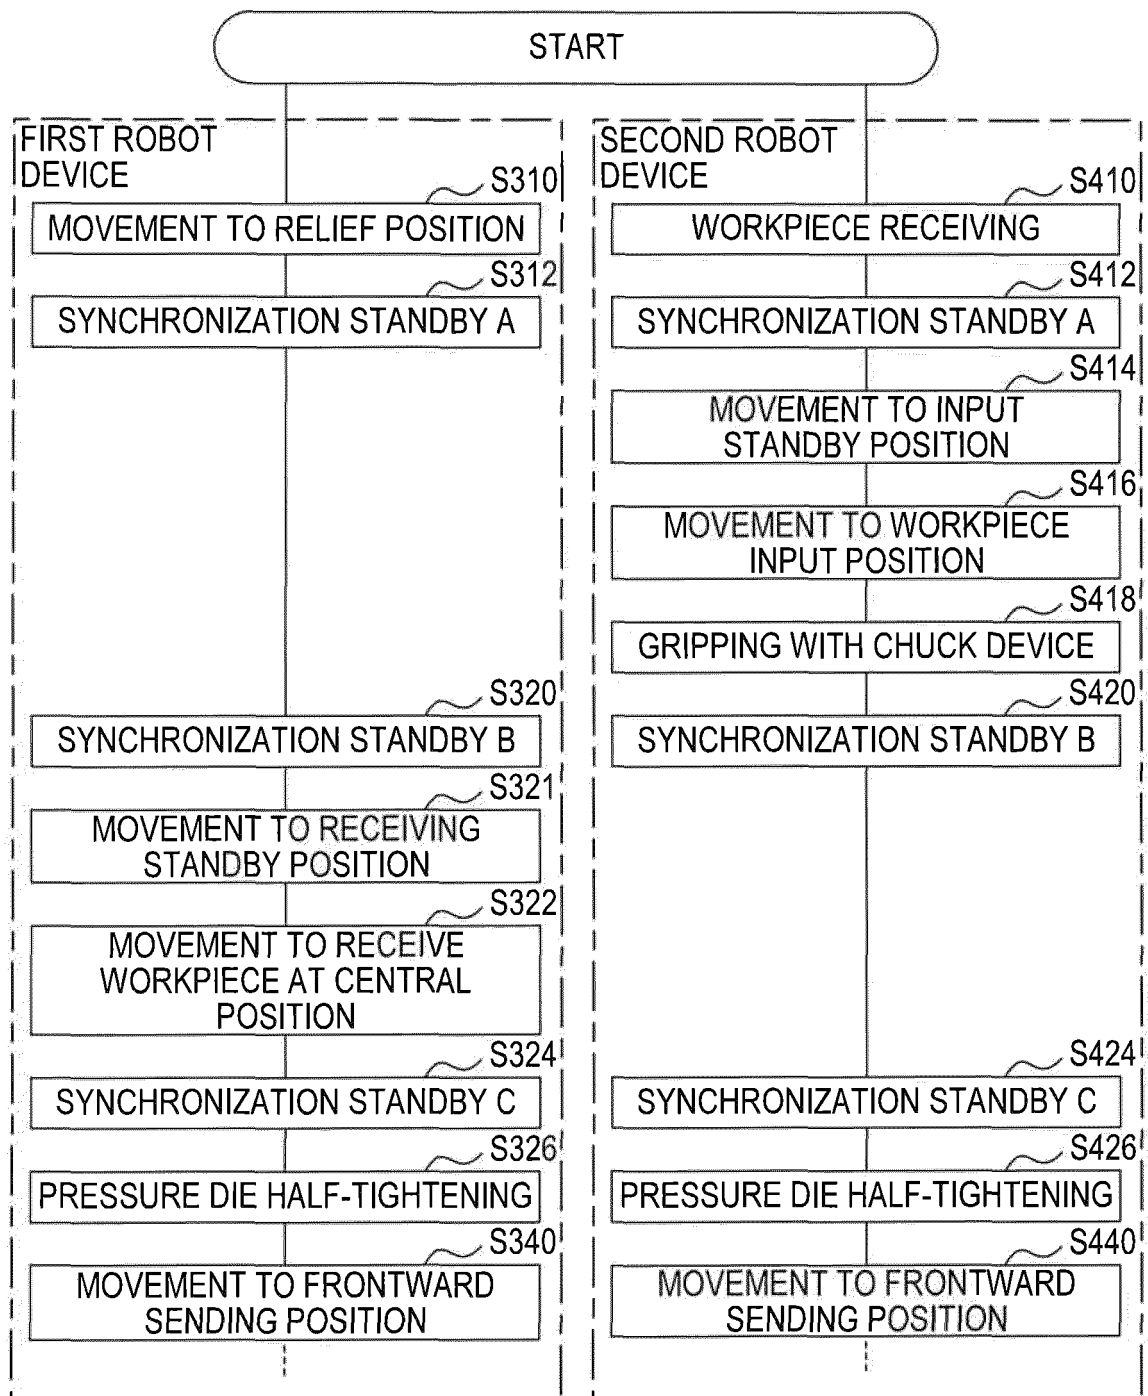 START
FIRST ROBOT
DEVICE
S310
MOVEMENT TO RELIEF POSITION
S312
SYNCHRONIZATION STANDBY A
S320
SYNCHRONIZATION STANDBY B
S321
MOVEMENT TO RECEIVING
STANDBY POSITION
S322
MOVEMENT TO RECEIVE
WORKPIECE AT CENTRAL
POSITION
S324
SYNCHRONIZATION STANDBY C
S326
PRESSURE DIE HALF-TIGHTENING
S340
MOVEMENT TO FRONTWARD
SENDING POSITION
SECOND ROBOT
DEVICE
S410
WORKPIECE RECEIVING
S412
SYNCHRONIZATION STANDBY A
S414
MOVEMENT TO INPUT
STANDBY POSITION
S416
MOVEMENT TO WORKPIECE
INPUT POSITION
S418
GRIPPING WITH CHUCK DEVICE
S420
SYNCHRONIZATION STANDBY B
S424
SYNCHRONIZATION STANDBY C
S426
PRESSURE DIE HALF-TIGHTENING
S440
MOVEMENT TO FRONTWARD
SENDING POSITION